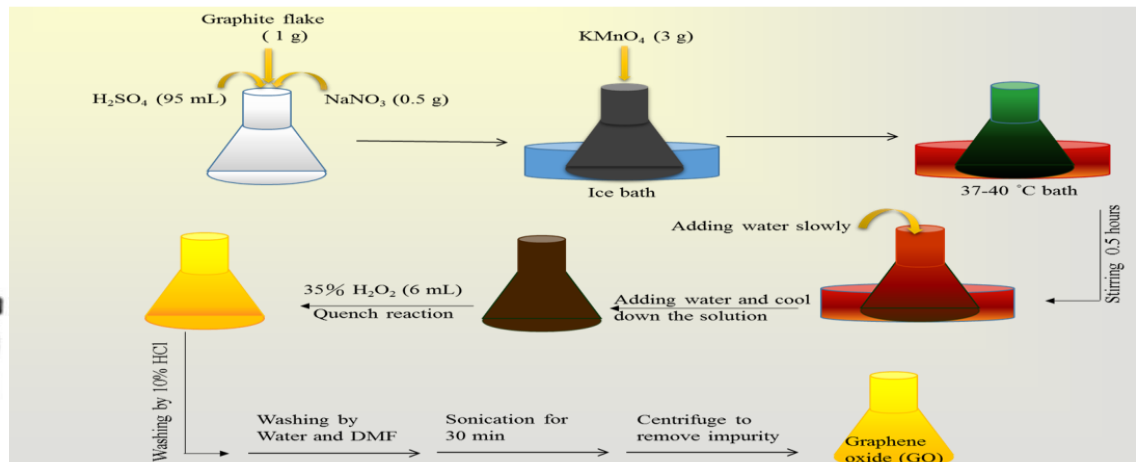 Graphite flake
( 1 g)
H₂SO₄ (95 mL)
NaNO₃ (0.5 g)
KMnO₄ (3 g)
Ice bath
37-40 °C bath
Stirring 0.5 hours
Adding water slowly
Adding water and cool
down the solution
35% H₂O₂ (6 mL)
Quench reaction
Washing by 10% HCl
Washing by
Water and DMF
Sonication for
30 min
Centrifuge to
remove impurity
Graphene
oxide (GO)